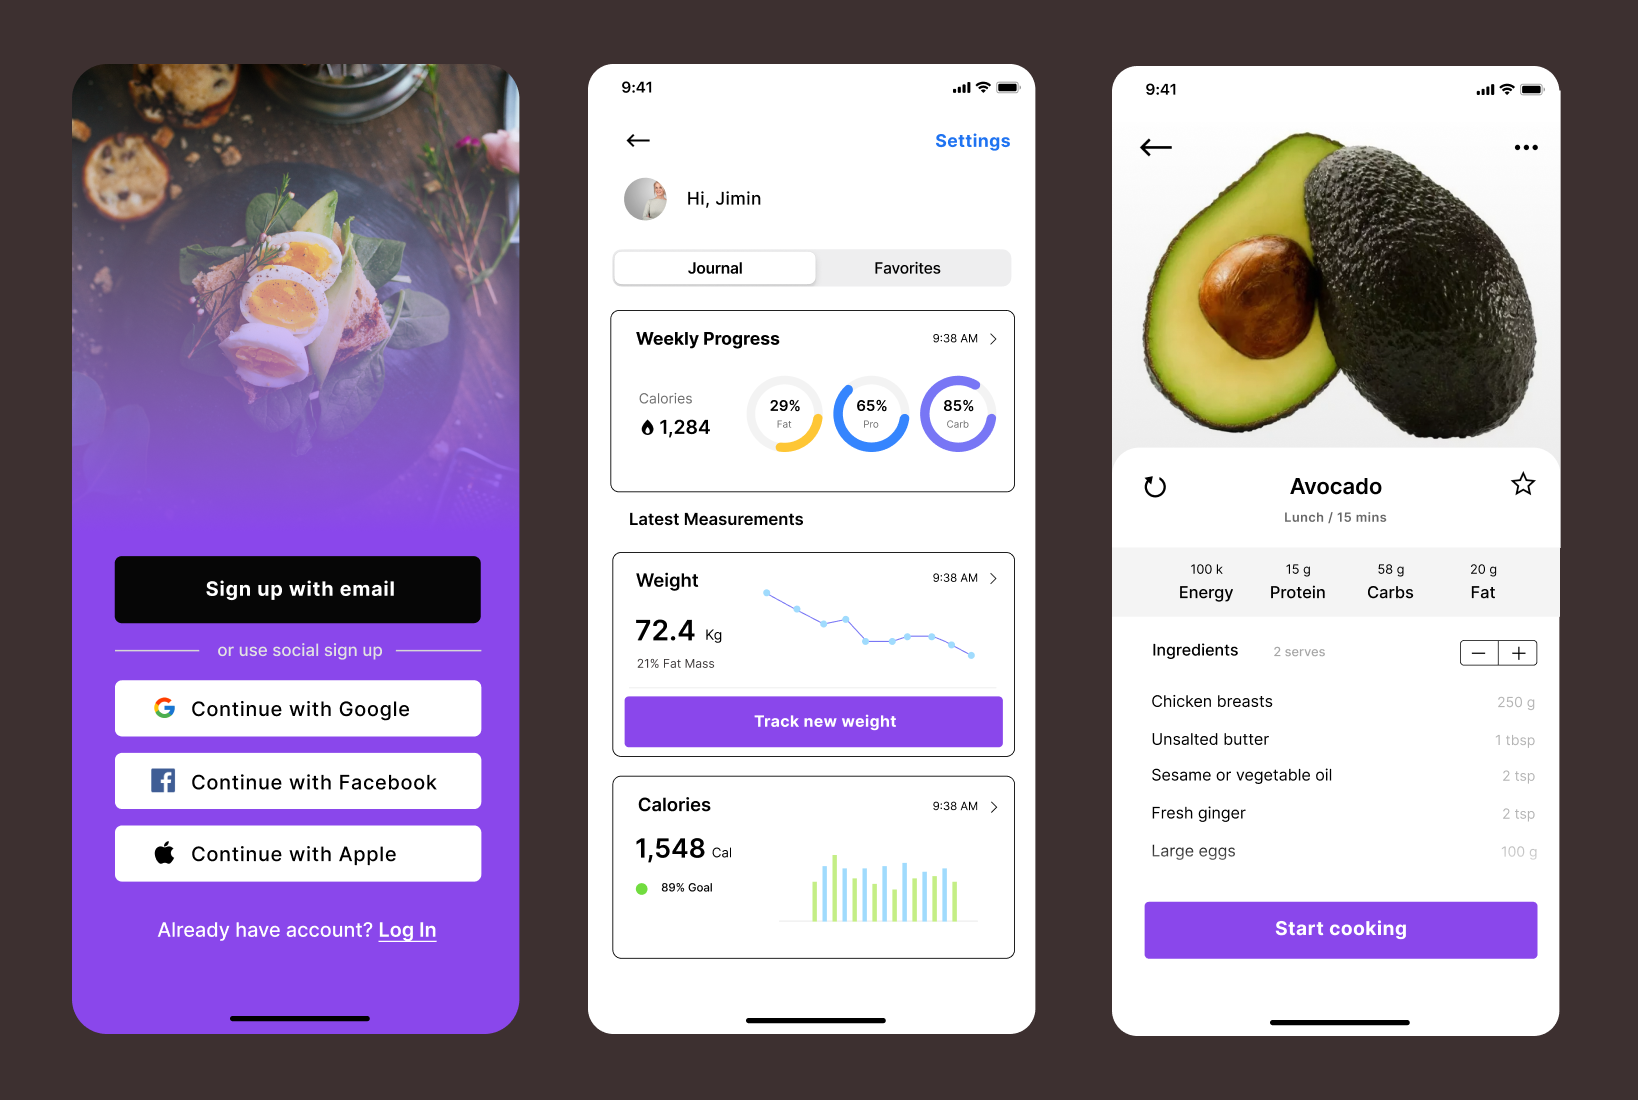 Sign up with email
or use social sign up
Continue with Google
Continue with Facebook
Continue with Apple
Already have account? Log In
9:41
Settings
Hi, Jimin
Journal
Favorites
Weekly Progress
9:38 AM
Calories
1,284
29%
Fat
65%
Pro
85%
Carb
Latest Measurements
Weight
9:38 AM
72.4 Kg
21% Fat Mass
Track new weight
Calories
9:38 AM
1,548 Cal
89% Goal
9:41
Avocado
Lunch / 15 mins
100 k
Energy
15 g
Protein
58 g
Carbs
20 g
Fat
Ingredients
2 serves
Chicken breasts 250 g
Unsalted butter 1 tbsp
Sesame or vegetable oil 2 tsp
Fresh ginger 2 tsp
Large eggs 100 g
Start cooking